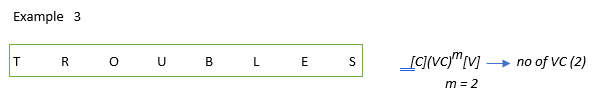 Example 3
T R O U B L E S
[C](VC)ᵐ[V] → no of VC (2)
m = 2